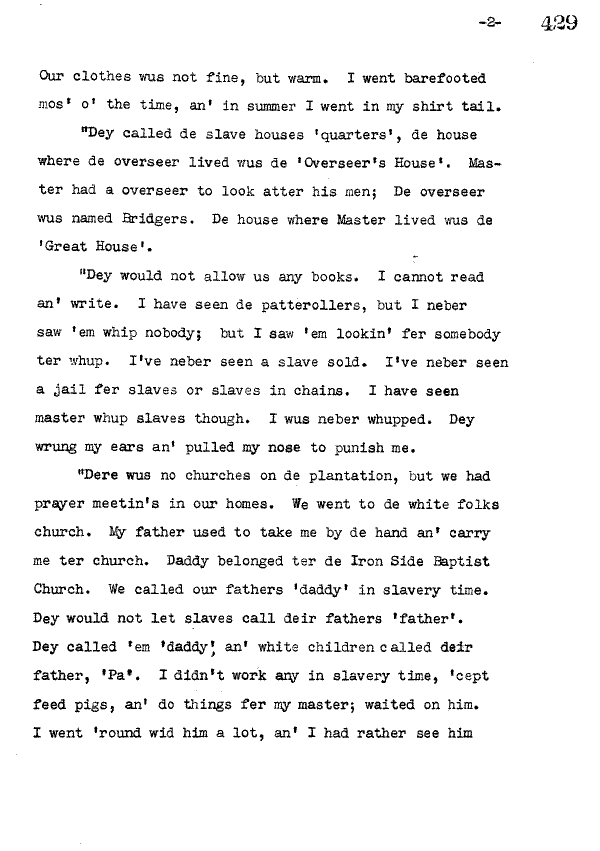 -2- 429
Our clothes wus not fine, but warm. I went barefooted
mos' o' the time, an' in summer I went in my shirt tail.
"Dey called de slave houses 'quarters', de house
where de overseer lived wus de 'Overseer's House'. Mas-
ter had a overseer to look atter his men; De overseer
wus named Bridgers. De house where Master lived wus de
'Great House'.
"Dey would not allow us any books. I cannot read
an' write. I have seen de patterollers, but I neber
saw 'em whip nobody; but I saw 'em lookin' fer somebody
ter whup. I've neber seen a slave sold. I've neber seen
a jail fer slaves or slaves in chains. I have seen
master whup slaves though. I wus neber whupped. Dey
wrung my ears an' pulled my nose to punish me.
"Dere wus no churches on de plantation, but we had
prayer meetin's in our homes. We went to de white folks
church. My father used to take me by de hand an' carry
me ter church. Daddy belonged ter de Iron Side Baptist
Church. We called our fathers 'daddy' in slavery time.
Dey would not let slaves call deir fathers 'father'.
Dey called 'em 'daddy', an' white children called deir
father, 'Pa'. I didn't work any in slavery time, 'cept
feed pigs, an' do things fer my master; waited on him.
I went 'round wid him a lot, an' I had rather see him